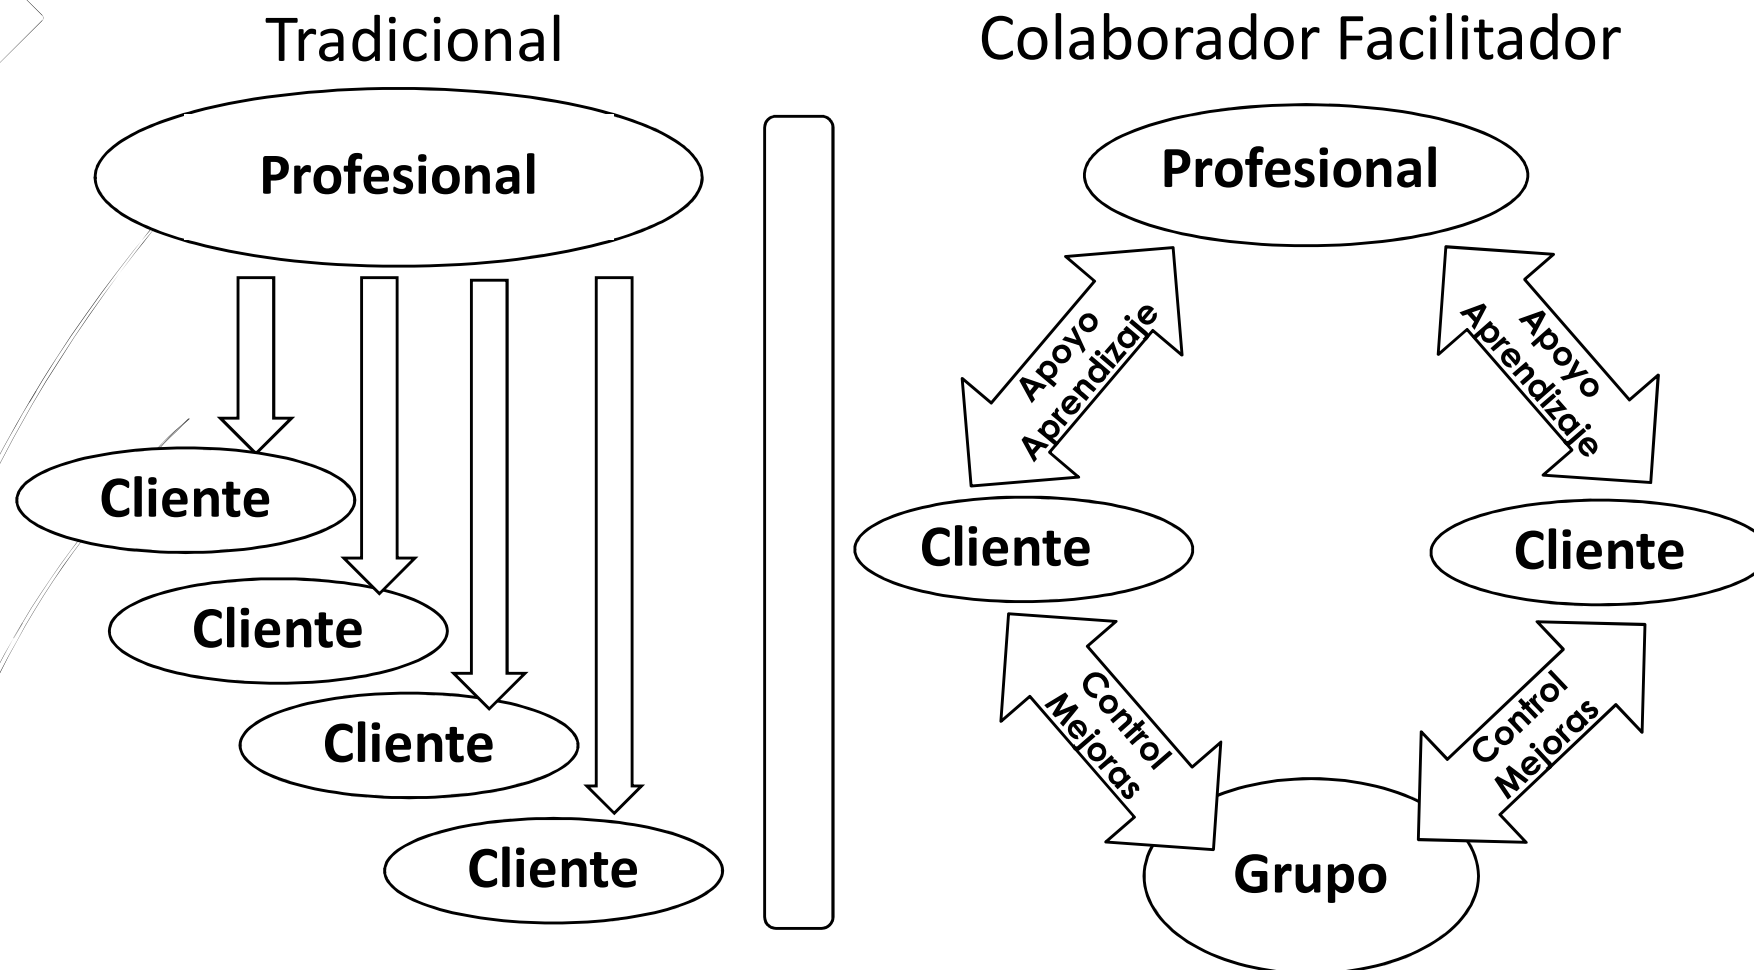 Tradicional
Profesional
Cliente
Cliente
Cliente
Cliente
Colaborador Facilitador
Profesional
Apoyo
Aprendizaje
Apoyo
Aprendizaje
Cliente
Cliente
Control
Mejoras
Control
Mejoras
Grupo